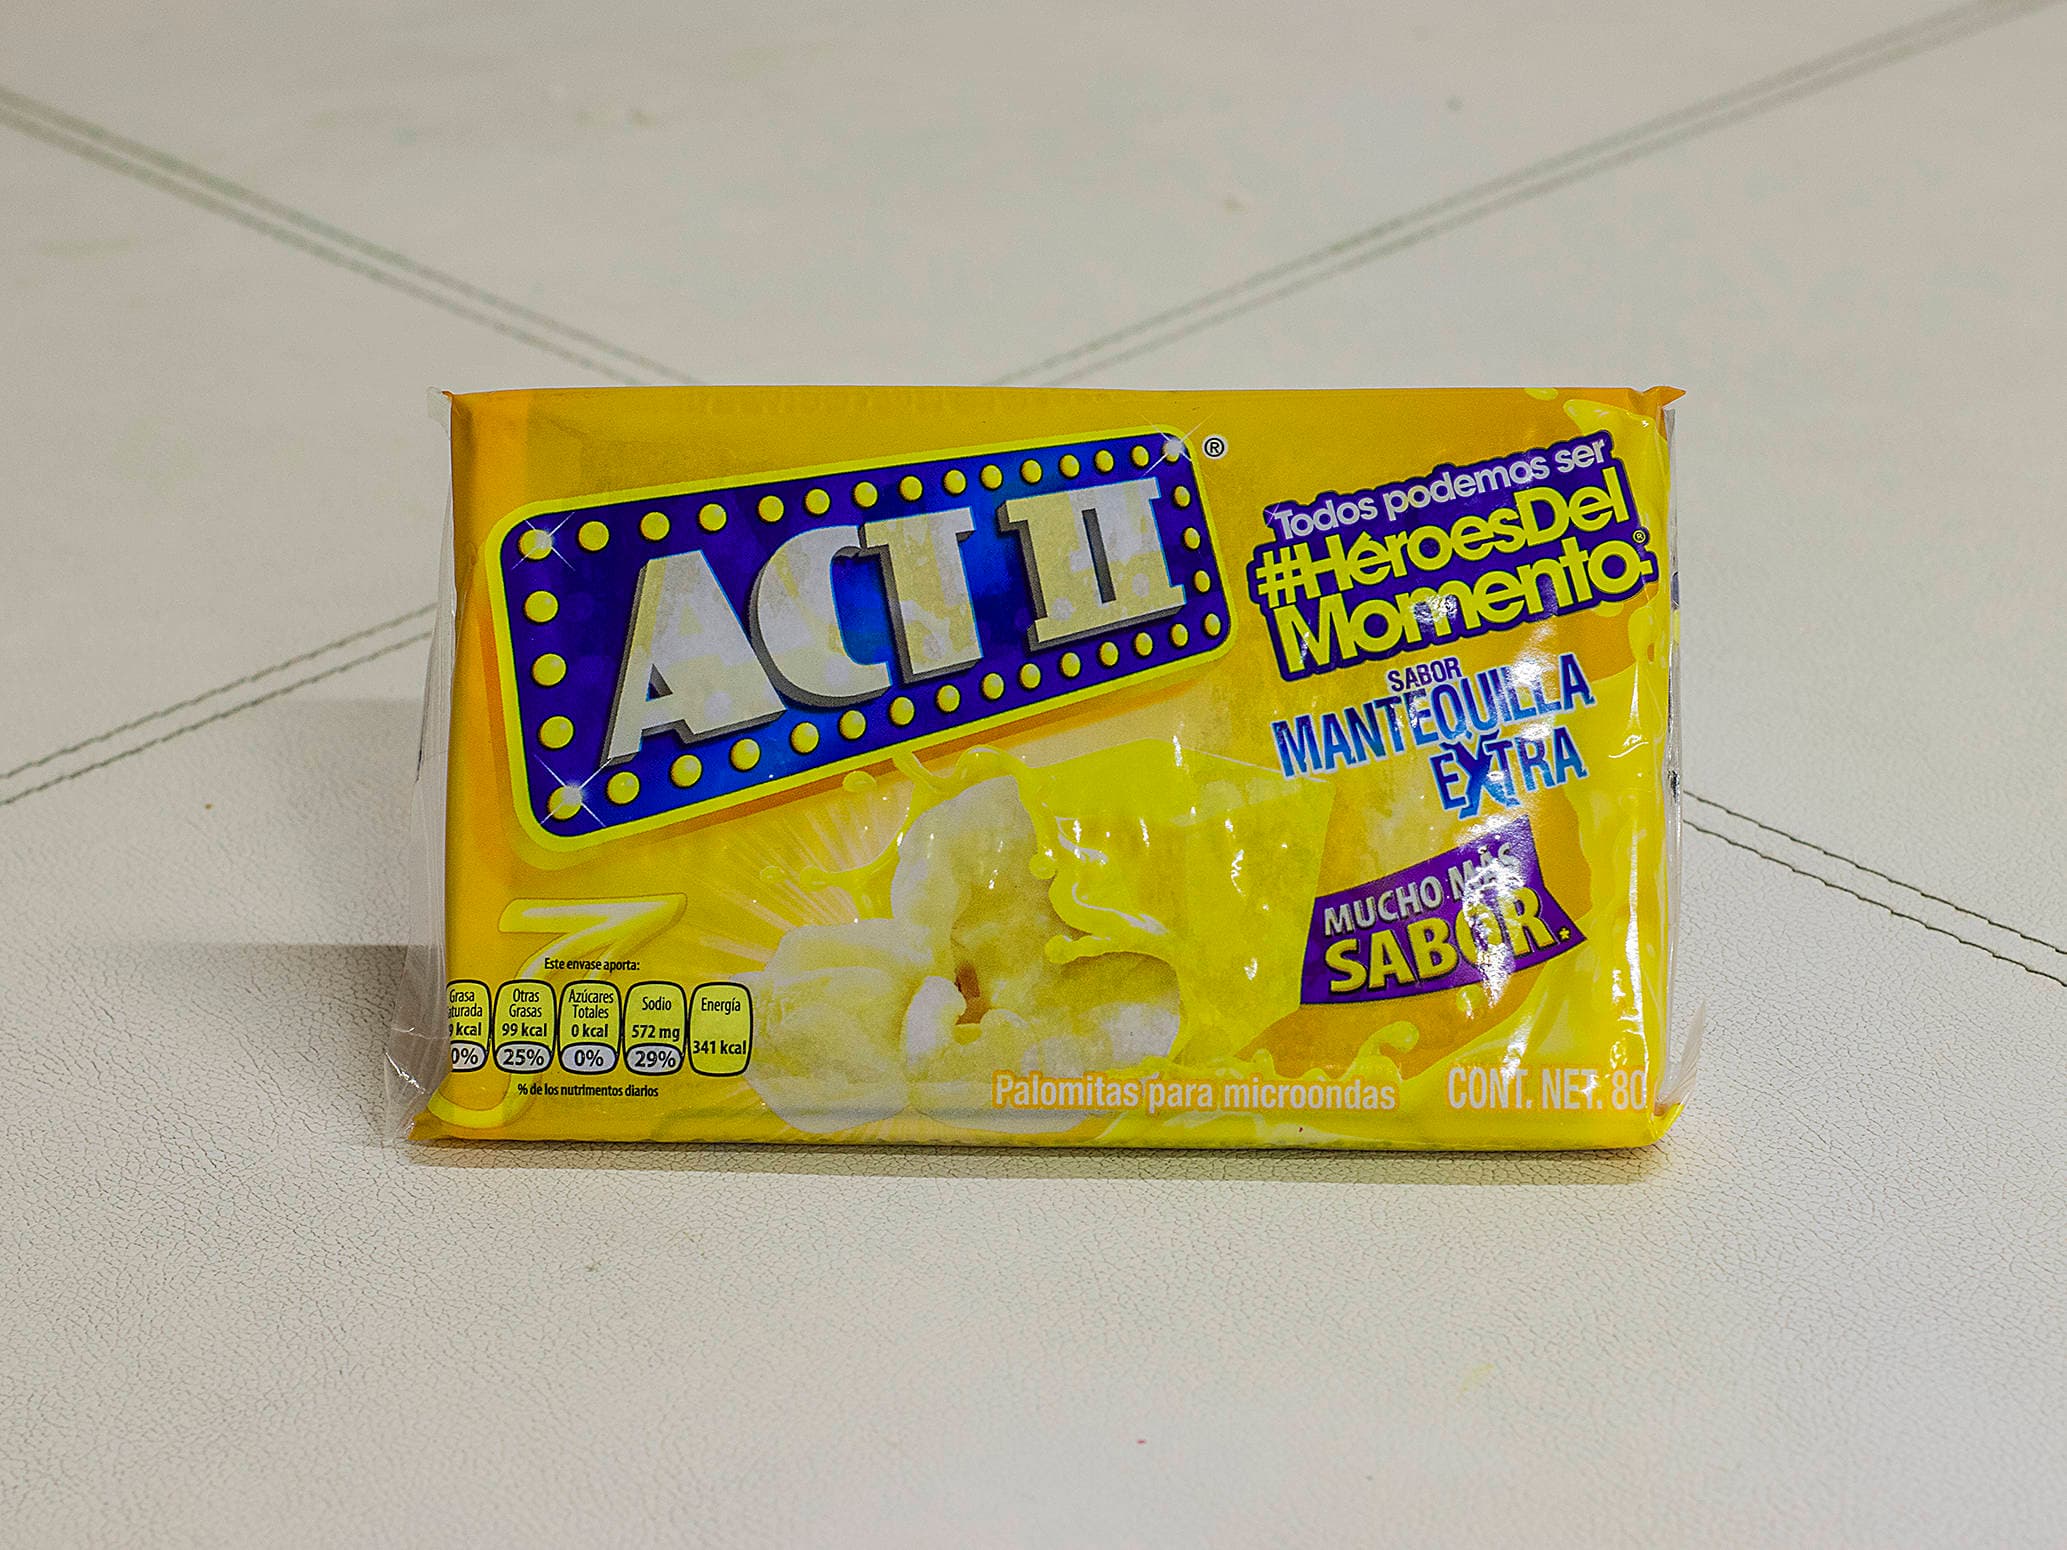 ACT II
®
Todos podemos ser
#HéroesDel
Momento.®
SABOR
MANTEQUILLA
EXTRA
MUCHO MÁS
SABOR.*
Este envase aporta:
Grasa
Otras
Grasas
Azúcares
Totales
Sodio
Energía
99 kcal
0 kcal
572 mg
341 kcal
25%
0%
29%
% de los nutrimentos diarios
Palomitas para microondas
CONT. NET. 80